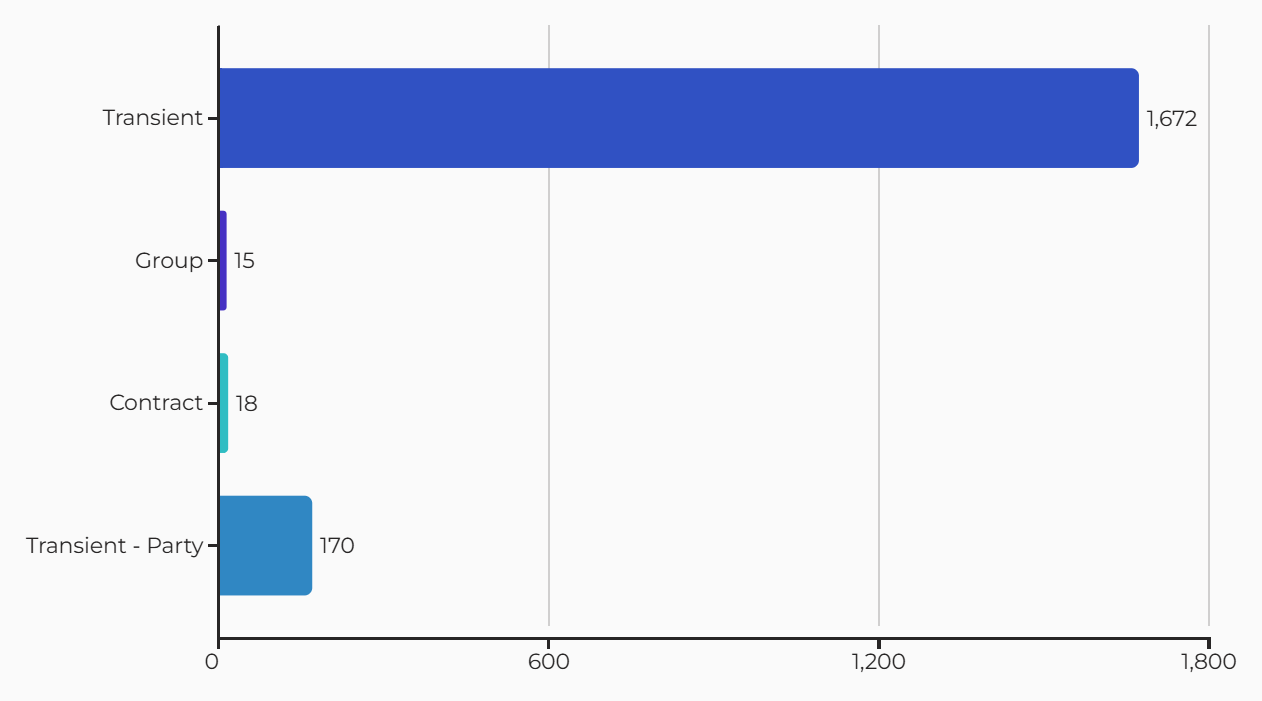 Transient
1,672
Group
15
Contract
18
Transient - Party
170
0
600
1,200
1,800